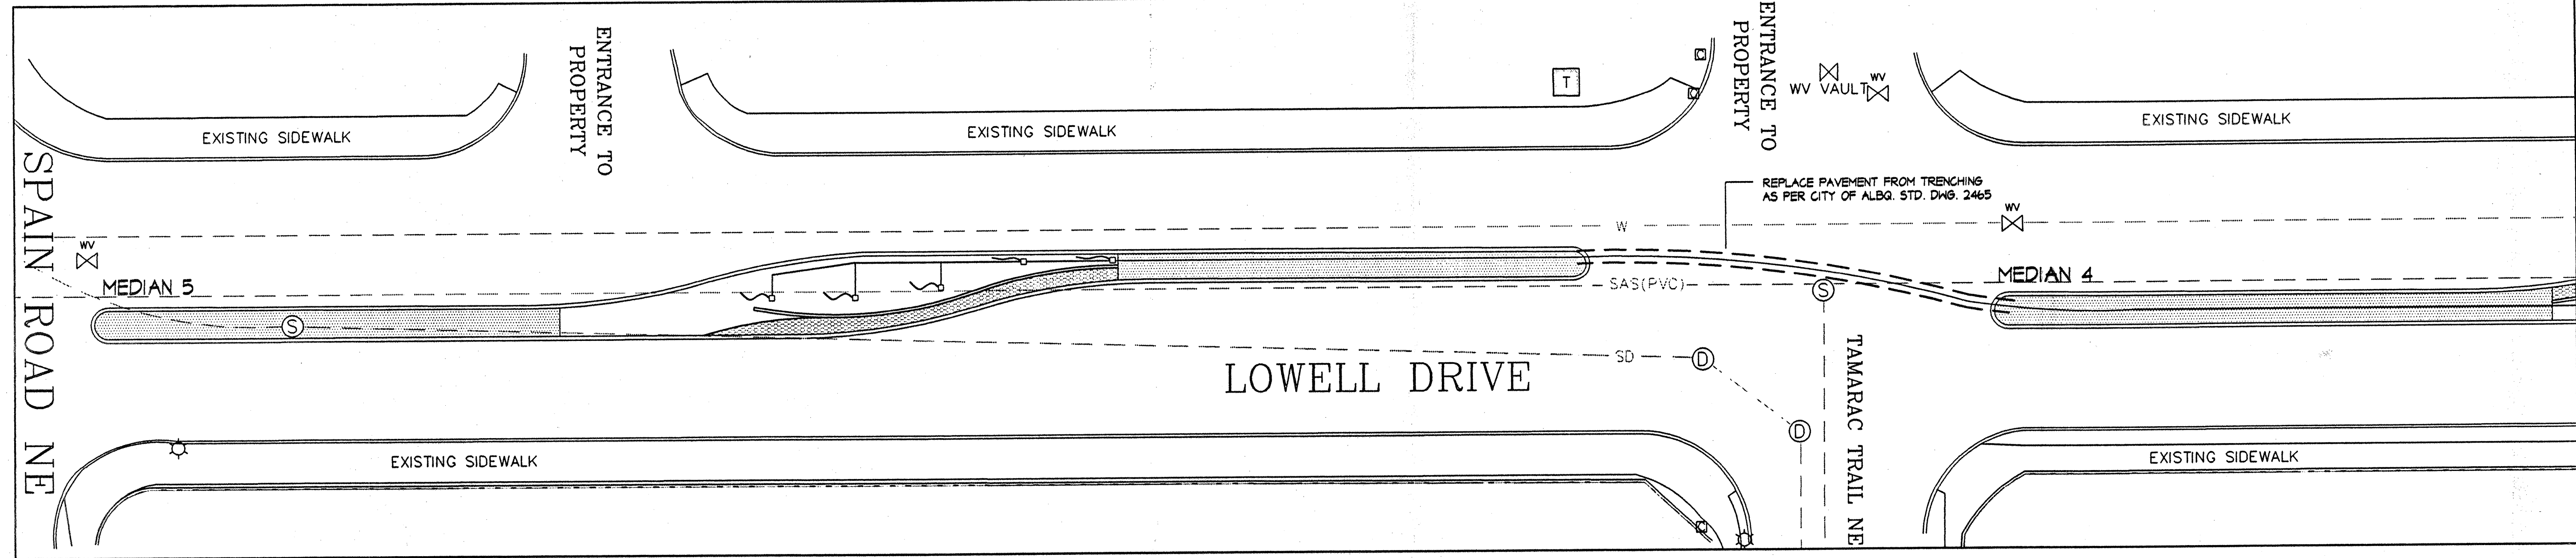 ENTRANCE TO
PROPERTY
ENTRANCE TO
PROPERTY
T
WV VAULT
WV
EXISTING SIDEWALK
EXISTING SIDEWALK
EXISTING SIDEWALK
SPAIN ROAD NE
REPLACE PAVEMENT FROM TRENCHING
AS PER CITY OF ALBQ. STD. DWG. 2465
W
WV
WV
MEDIAN 5
MEDIAN 4
SAS(PVC)
S
S
SD
D
LOWELL DRIVE
D
TAMARAC TRAIL NE
EXISTING SIDEWALK
EXISTING SIDEWALK